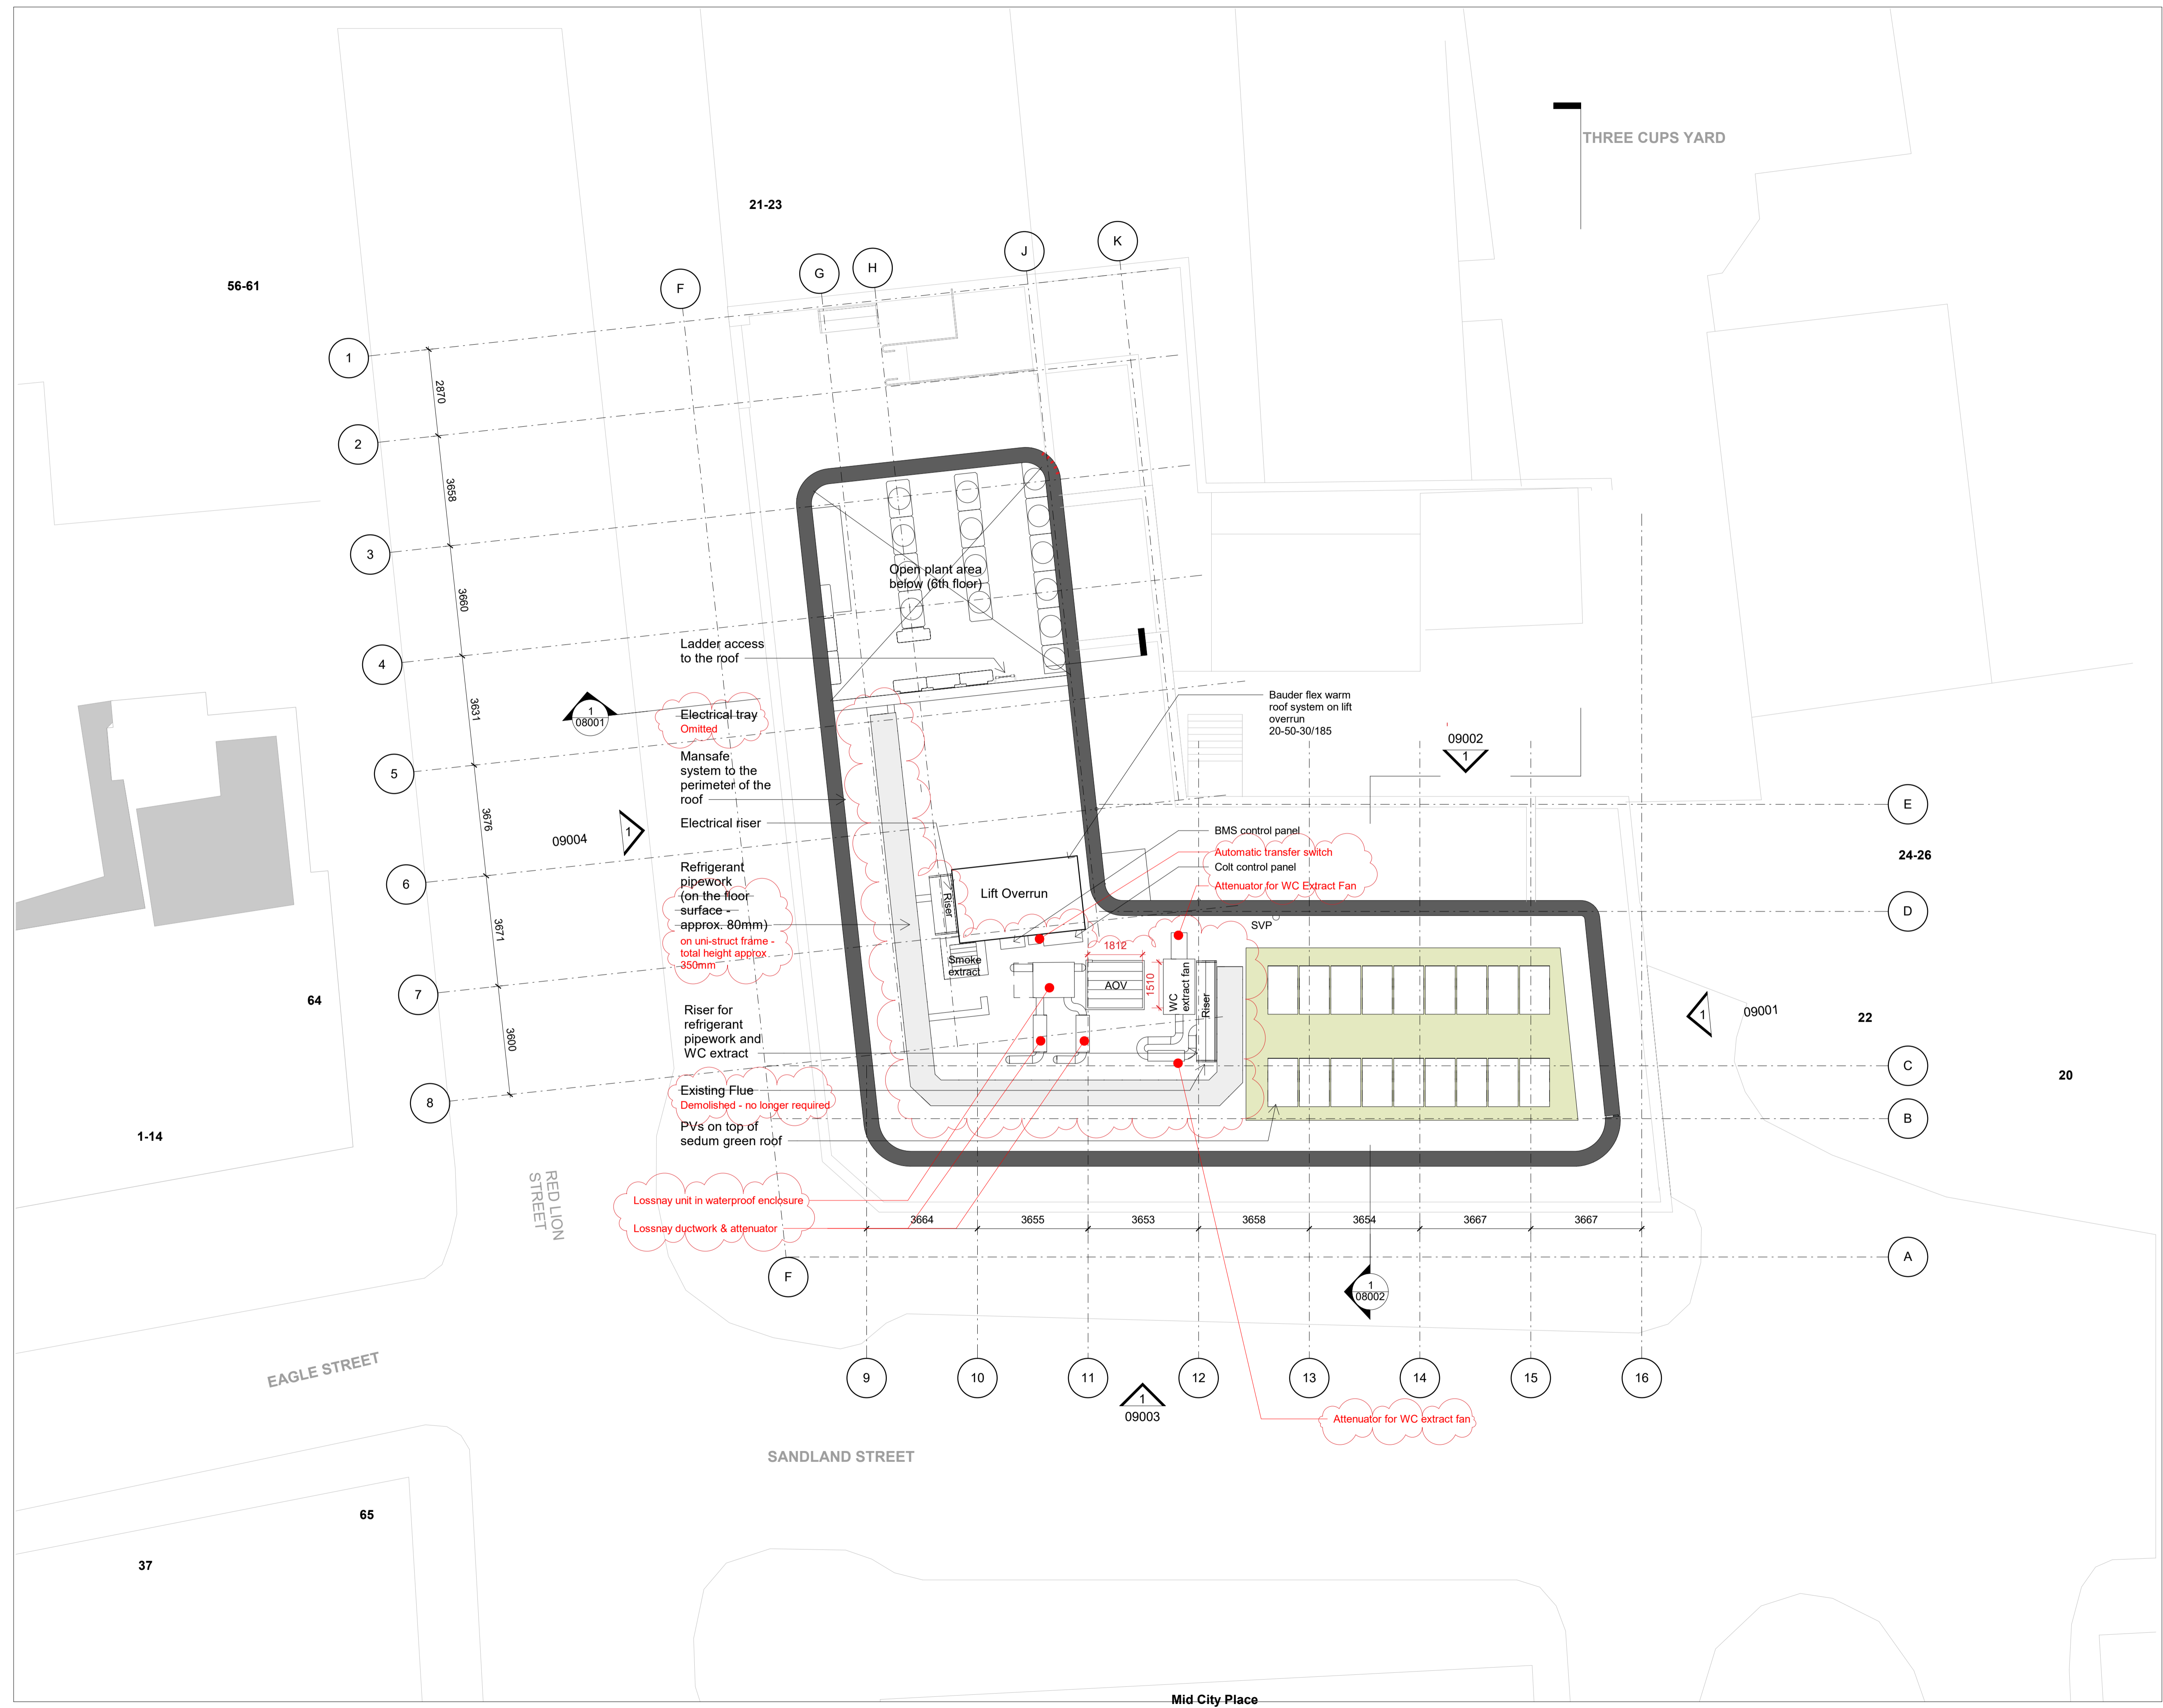 THREE CUPS YARD
21-23
56-61
F
G
H
J
K
1
2
3
4
5
6
7
8
2870
3658
3660
3631
3676
3671
3600
Open plant area
below (6th floor)
Ladder access
to the roof
1
08001
Electrical tray
Omitted
Mansafe
system to the
perimeter of the
roof
Electrical riser
09004
1
Refrigerant
pipework
(on the floor
surface -
approx. 80mm)
on uni-struct frame -
total height approx
350mm
Riser for
refrigerant
pipework and
WC extract
Existing Flue
Demolished - no longer required
PVs on top of
sedum green roof
Lossnay unit in waterproof enclosure
Lossnay ductwork & attenuator
Bauder flex warm
roof system on lift
overrun
20-50-30/185
09002
1
BMS control panel
Automatic transfer switch
Colt control panel
Attenuator for WC Extract Fan
Lift Overrun
Riser
Smoke
extract
SVP
1812
1510
AOV
WC
extract fan
Riser
E
24-26
D
1
09001
22
C
20
B
A
64
1-14
RED LION
STREET
3664
3655
3653
3658
3654
3667
3667
F
1
08002
EAGLE STREET
9
10
11
12
13
14
15
16
1
09003
Attenuator for WC extract fan
SANDLAND STREET
65
37
Mid City Place